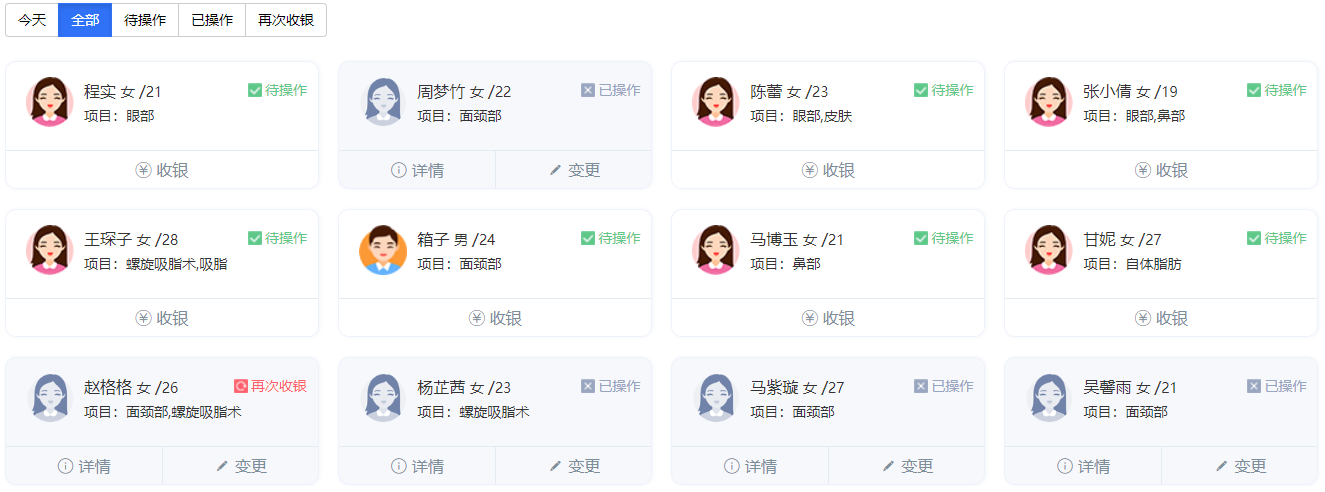 今天 全部 待操作 已操作 再次收银
程实 女 /21 待操作
项目：眼部
收银
周梦竹 女 /22 已操作
项目：面颈部
详情 变更
陈蕾 女 /23 待操作
项目：眼部,皮肤
收银
张小倩 女 /19 待操作
项目：眼部,鼻部
收银
王琛子 女 /28 待操作
项目：螺旋吸脂术,吸脂
收银
箱子 男 /24 待操作
项目：面颈部
收银
马博玉 女 /21 待操作
项目：鼻部
收银
甘妮 女 /27 待操作
项目：自体脂肪
收银
赵格格 女 /26 再次收银
项目：面颈部,螺旋吸脂术
详情 变更
杨芷茜 女 /23 已操作
项目：螺旋吸脂术
详情 变更
马紫璇 女 /27 已操作
项目：面颈部
详情 变更
吴馨雨 女 /21 已操作
项目：面颈部
详情 变更